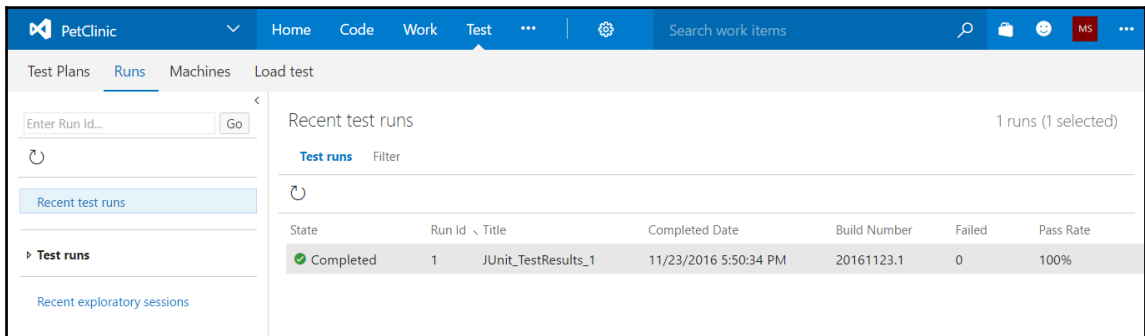 PetClinic Home Code Work Test ••• Search work items MS •••
Test Plans Runs Machines Load test
Enter Run Id... Go
Recent test runs
Test runs
Recent exploratory sessions
Recent test runs 1 runs (1 selected)
Test runs Filter
State Run Id Title Completed Date Build Number Failed Pass Rate
Completed 1 JUnit_TestResults_1 11/23/2016 5:50:34 PM 20161123.1 0 100%